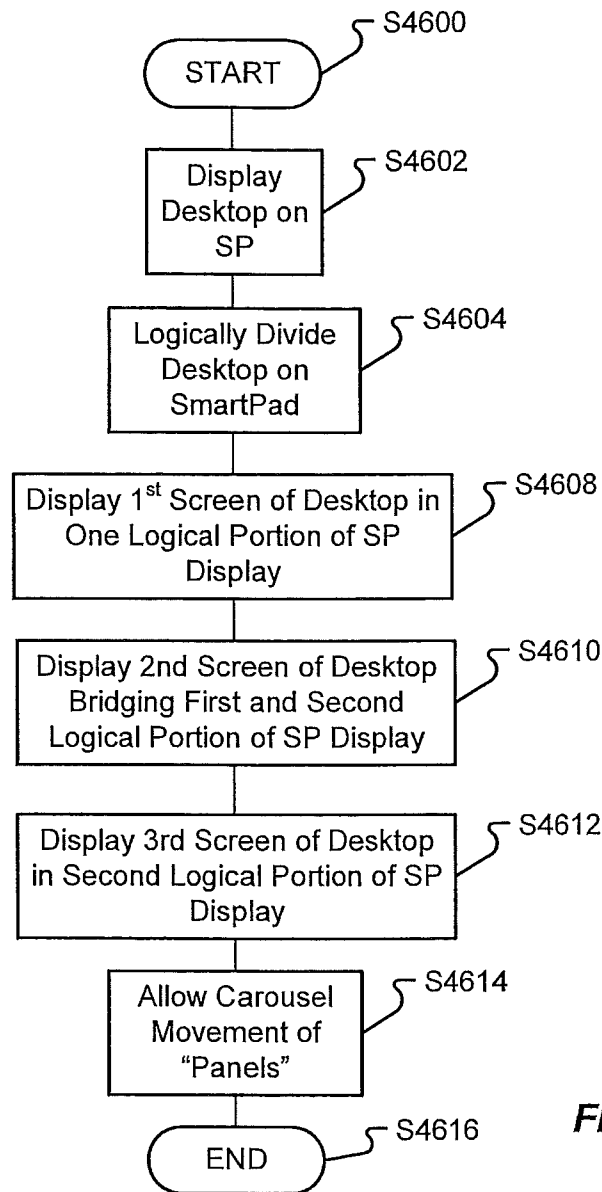 START
S4600
Display
Desktop on
SP
S4602
Logically Divide
Desktop on
SmartPad
S4604
Display 1st Screen of Desktop in
One Logical Portion of SP
Display
S4608
Display 2nd Screen of Desktop
Bridging First and Second
Logical Portion of SP Display
S4610
Display 3rd Screen of Desktop
in Second Logical Portion of SP
Display
S4612
Allow Carousel
Movement of
“Panels”
S4614
END
S4616